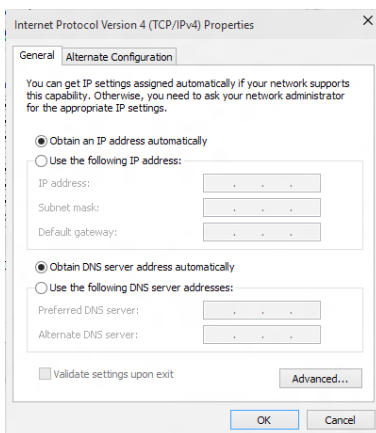 Internet Protocol Version 4 (TCP/IPv4) Properties
General
Alternate Configuration
You can get IP settings assigned automatically if your network supports
this capability. Otherwise, you need to ask your network administrator
for the appropriate IP settings.
Obtain an IP address automatically
Use the following IP address:
IP address:
Subnet mask:
Default gateway:
Obtain DNS server address automatically
Use the following DNS server addresses:
Preferred DNS server:
Alternate DNS server:
Validate settings upon exit
Advanced...
OK
Cancel